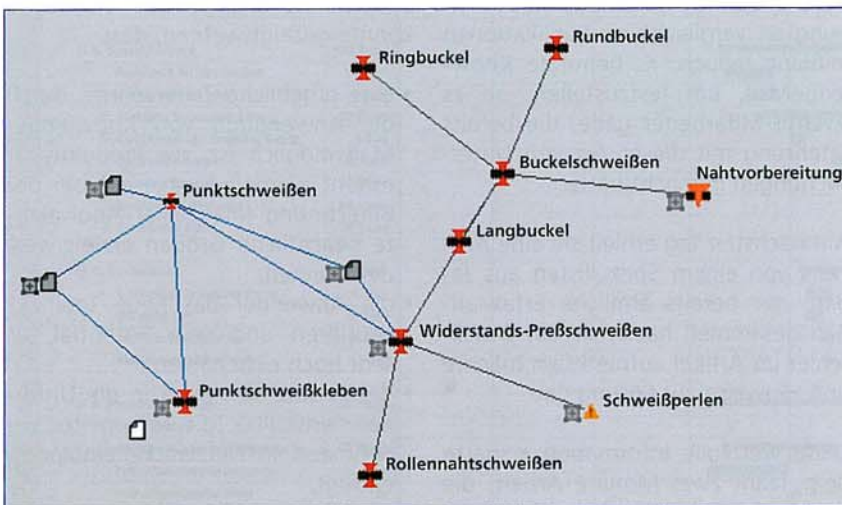 Rundbuckel
Ringbuckel
Buckelschweißen
Nahtvorbereitung
Punktschweißen
Langbuckel
Widerstands-Preßschweißen
Punktschweißkleben
Schweißperlen
Rollennahtschweißen